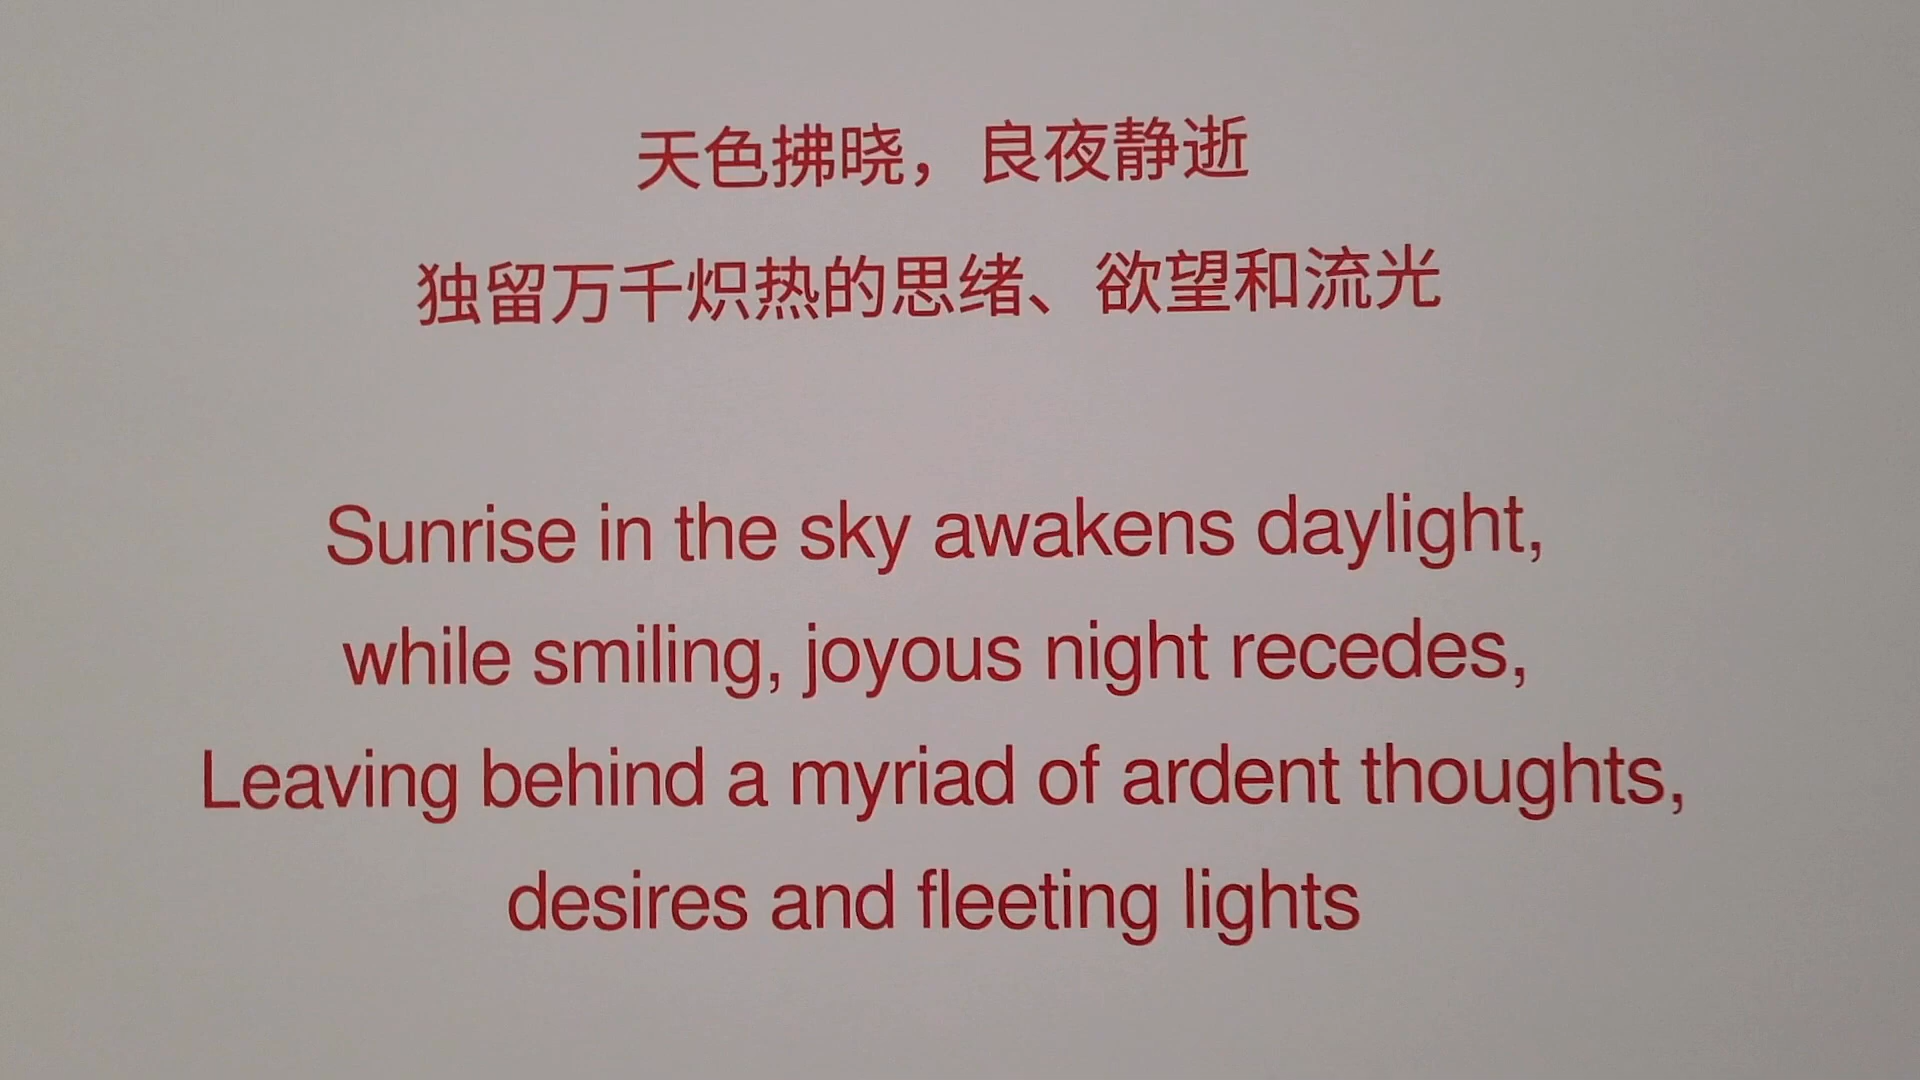 天色拂晓，良夜静逝
独留万千炽热的思绪、欲望和流光
Sunrise in the sky awakens daylight,
while smiling, joyous night recedes,
Leaving behind a myriad of ardent thoughts,
desires and fleeting lights